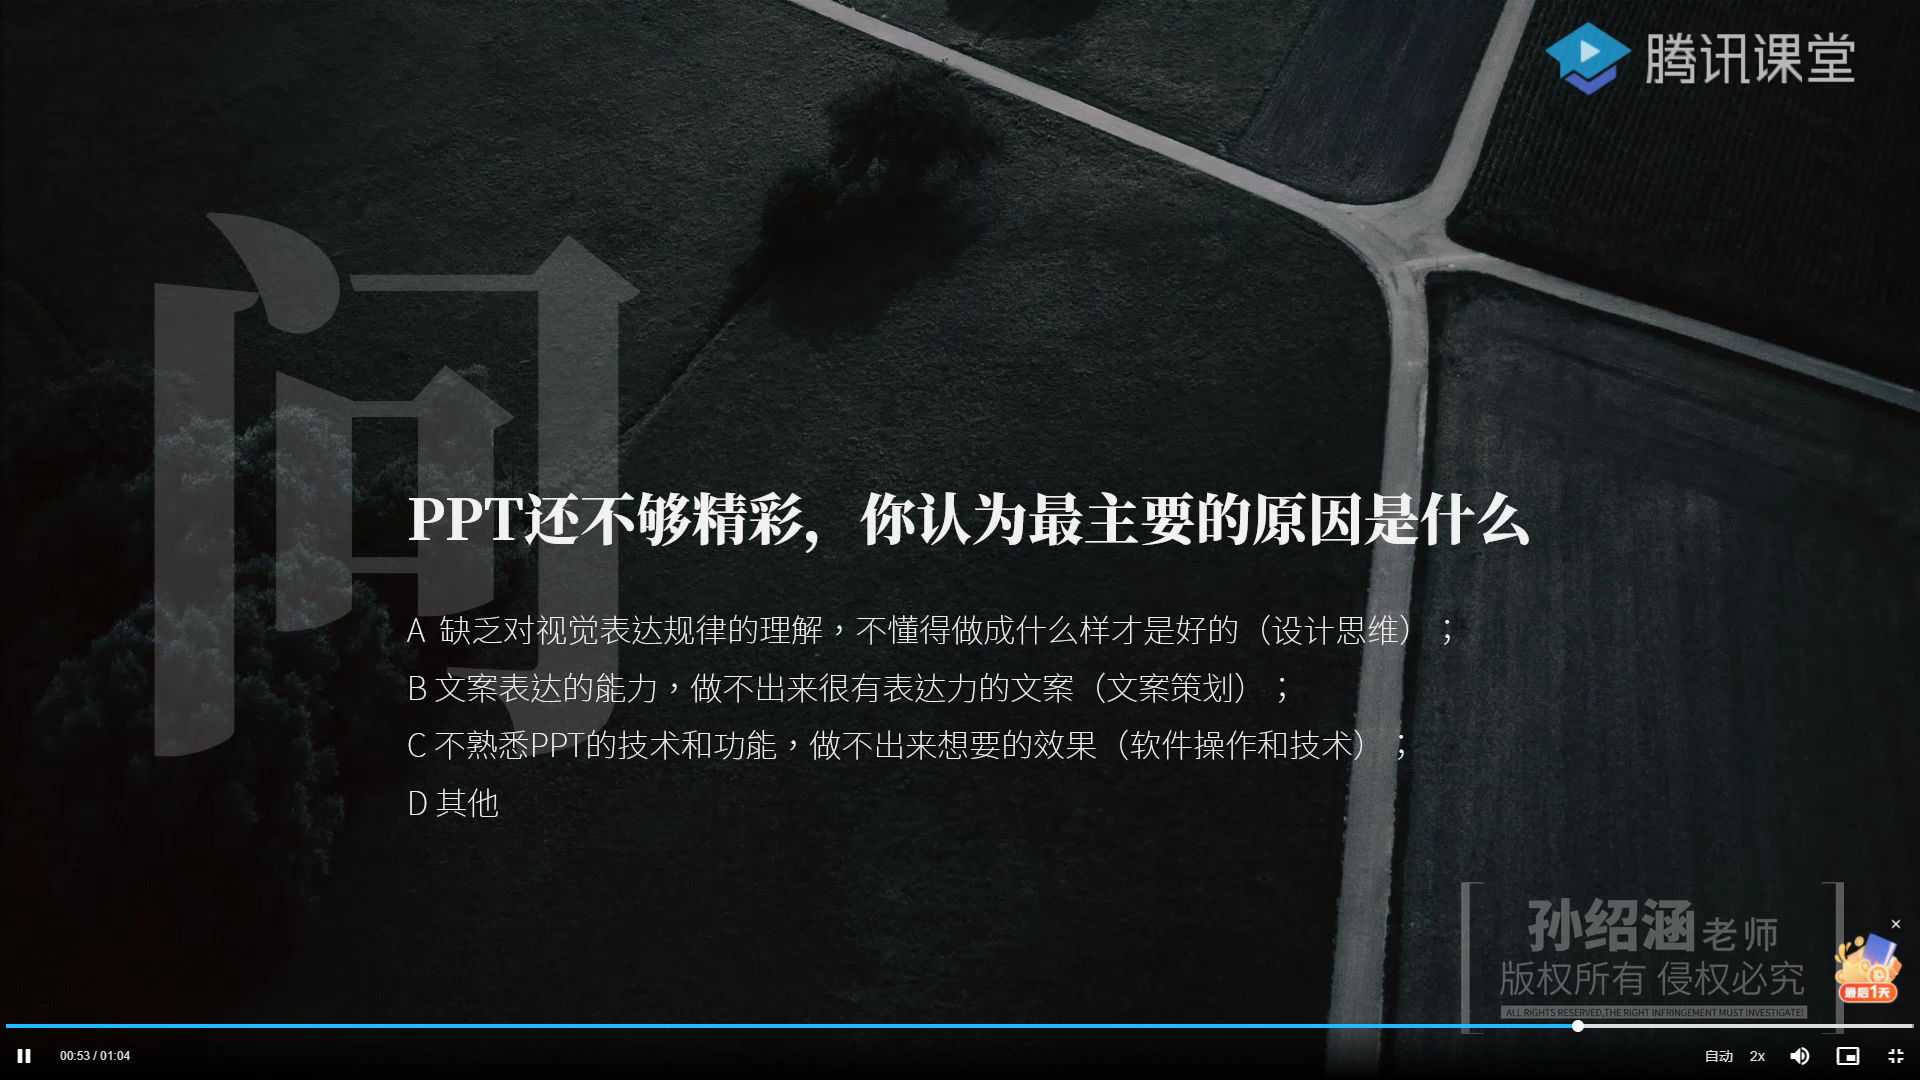 腾讯课堂
问
PPT还不够精彩，你认为最主要的原因是什么
A 缺乏对视觉表达规律的理解，不懂得做成什么样才是好的（设计思维）；
B 文案表达的能力，做不出来很有表达力的文案（文案策划）；
C 不熟悉PPT的技术和功能，做不出来想要的效果（软件操作和技术）；
D 其他
孙绍涵老师
版权所有 侵权必究
ALL RIGHTS RESERVED,THE RIGHT INFRINGEMENT MUST INVESTIGATE!
最后1天
00:53 / 01:04
自动 2x